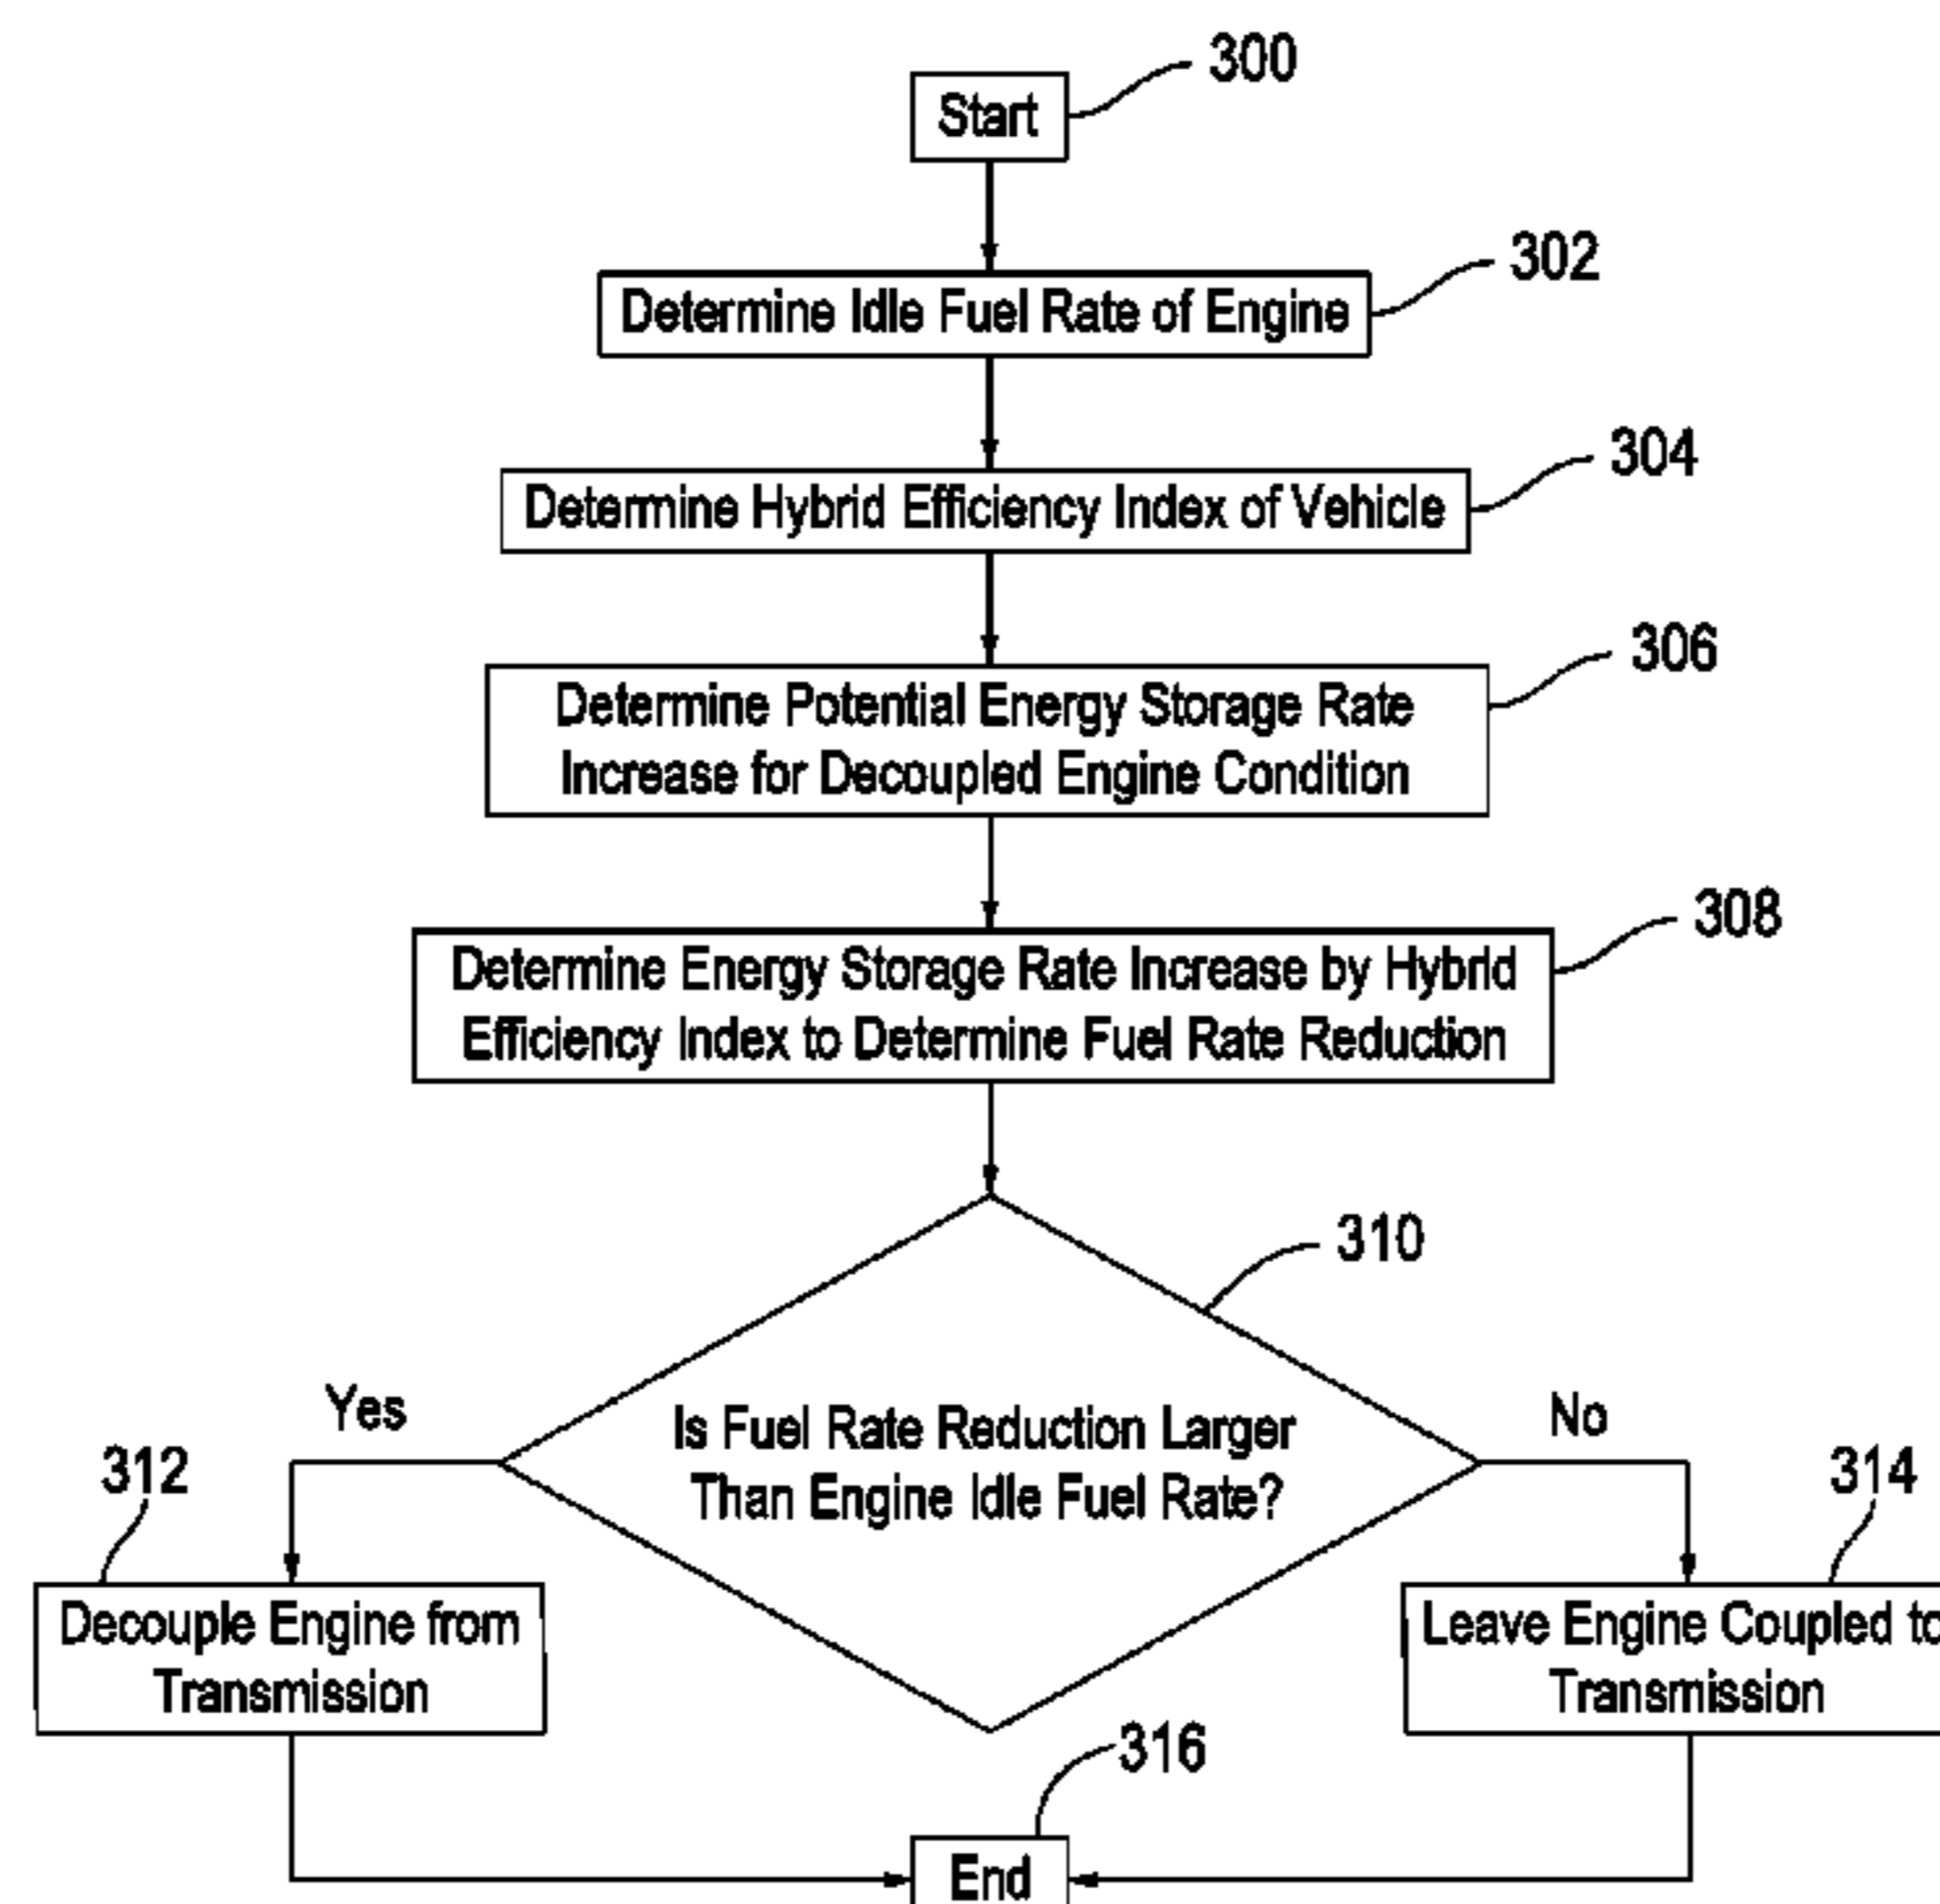 300
Start
302
Determine Idle Fuel Rate of Engine
304
Determine Hybrid Efficiency Index of Vehicle
306
Determine Potential Energy Storage Rate
Increase for Decoupled Engine Condition
308
Determine Energy Storage Rate Increase by Hybrid
Efficiency Index to Determine Fuel Rate Reduction
310
Is Fuel Rate Reduction Larger
Than Engine Idle Fuel Rate?
Yes
No
312
Decouple Engine from
Transmission
314
Leave Engine Coupled to
Transmission
316
End